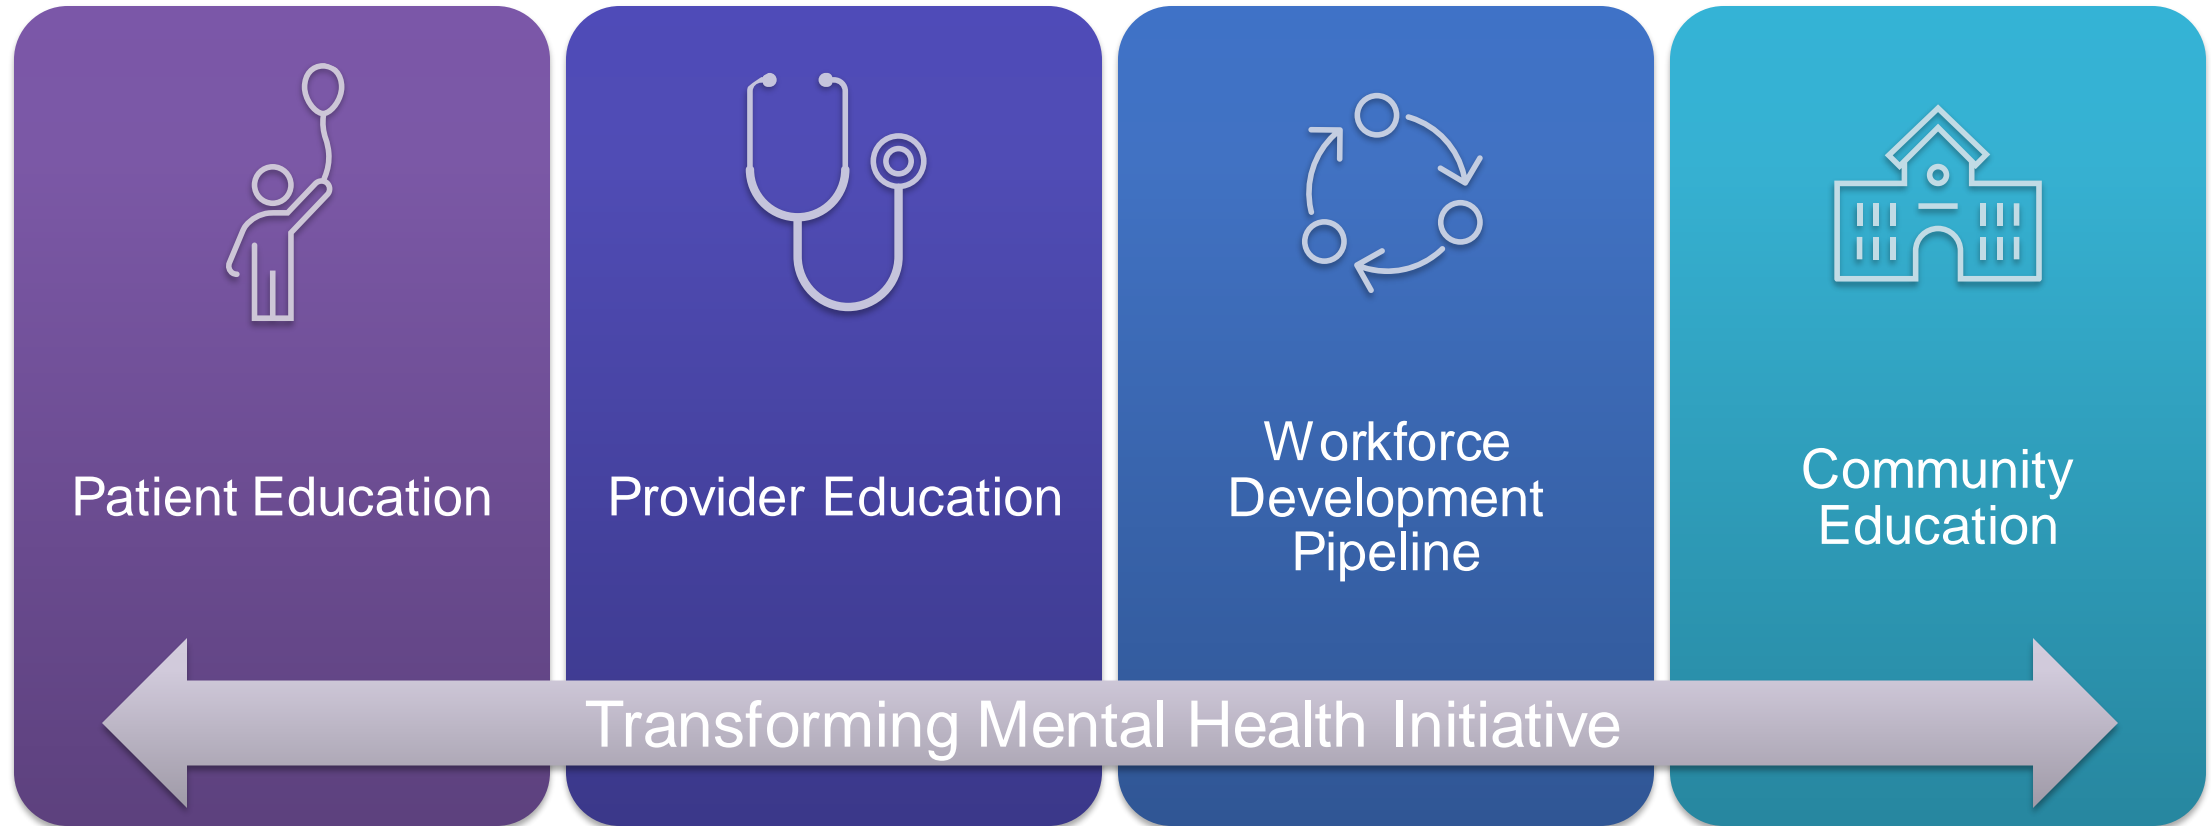 Patient Education
Provider Education
Workforce
Development
Pipeline
Community
Education
Transforming Mental Health Initiative